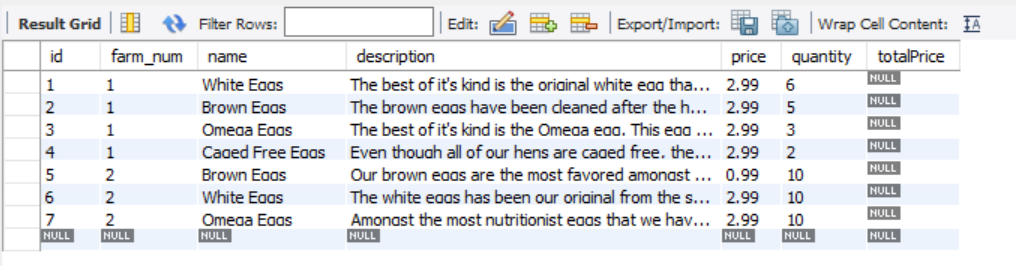 Result Grid Filter Rows: Edit: Export/Import: Wrap Cell Content: IA
id farm_num name description price quantity totalPrice
1 1 White Eggs The best of it's kind is the original white egg tha... 2.99 6 NULL
2 1 Brown Eggs The brown eggs have been cleaned after the h... 2.99 5 NULL
3 1 Omega Eggs The best of it's kind is the Omega egg. This egg ... 2.99 3 NULL
4 1 Caged Free Eggs Even though all of our hens are caged free, the... 2.99 2 NULL
5 2 Brown Eggs Our brown eggs are the most favored amongst ... 0.99 10 NULL
6 2 White Eggs The white eggs has been our original from the s... 2.99 10 NULL
7 2 Omega Eggs Amongst the most nutritionist eggs that we hav... 2.99 10 NULL
NULL NULL NULL NULL NULL NULL NULL